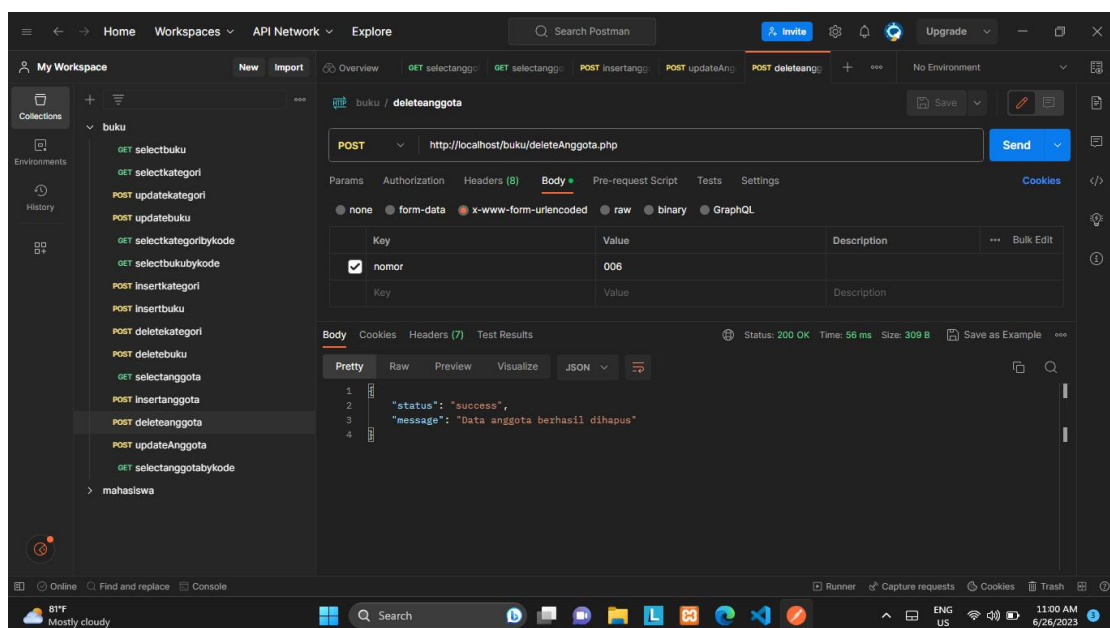 Home Workspaces API Network Explore Search Postman Invite Upgrade
My Workspace New Import Overview GET selectanggo GET selectanggo POST insertangg POST updateAng POST deleteangg No Environment
Collections
Environments
History
buku
GET selectbuku
GET selectkategori
POST updatekategori
POST updatebuku
GET selectkategoribykode
GET selectbukubykode
POST insertkategori
POST insertbuku
POST deletekategori
POST deletebuku
GET selectanggota
POST insertanggota
POST deleteanggota
POST updateAnggota
GET selectanggotabykode
mahasiswa
HTTP buku / deleteanggota Save
POST http://localhost/buku/deleteAnggota.php Send
Params Authorization Headers (8) Body Pre-request Script Tests Settings Cookies
none form-data x-www-form-urlencoded raw binary GraphQL
Key Value Description Bulk Edit
nomor 006
Key Value Description
Body Cookies Headers (7) Test Results Status: 200 OK Time: 56 ms Size: 309 B Save as Example
Pretty Raw Preview Visualize JSON
1 {
2 "status": "success",
3 "message": "Data anggota berhasil dihapus"
4 }
Online Find and replace Console Runner Capture requests Cookies Trash
81°F
Mostly cloudy
Search
L
ENG
US
11:00 AM
6/26/2023
3